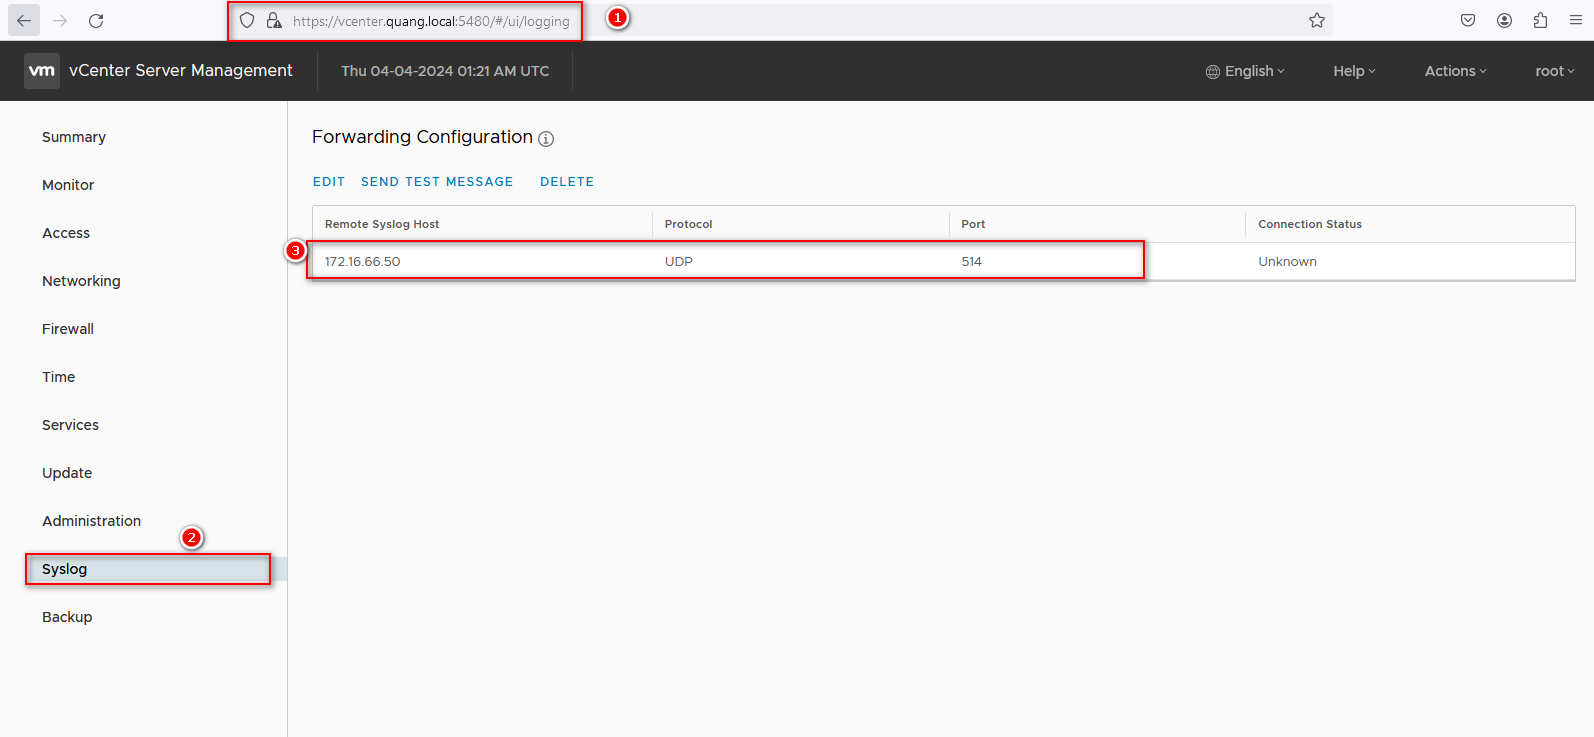 https://vcenter.quang.local:5480/#/ui/logging
1
vm vCenter Server Management Thu 04-04-2024 01:21 AM UTC English Help Actions root
Summary
Monitor
Access
Networking
Firewall
Time
Services
Update
Administration
2
Syslog
Backup
Forwarding Configuration
EDIT SEND TEST MESSAGE DELETE
Remote Syslog Host Protocol Port Connection Status
3
172.16.66.50 UDP 514 Unknown